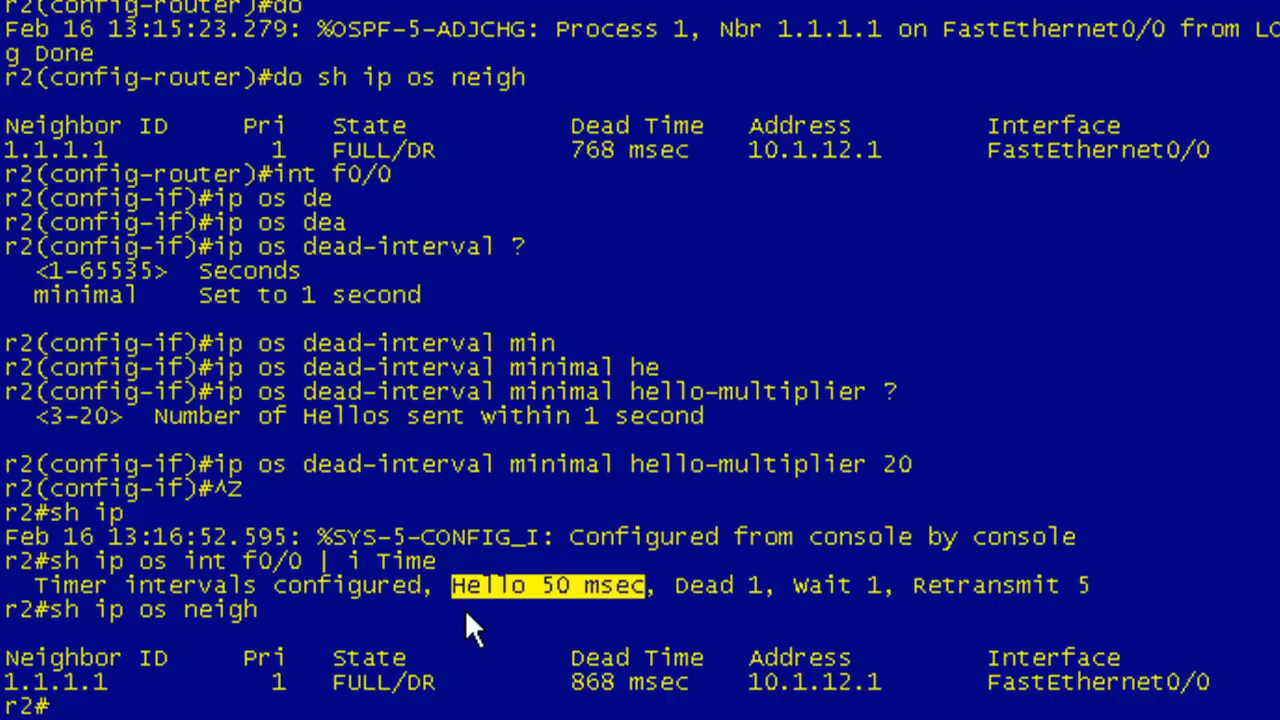 r2(config-router)#do
Feb 16 13:15:23.279: %OSPF-5-ADJCHG: Process 1, Nbr 1.1.1.1 on FastEthernet0/0 from Lo
g Done
r2(config-router)#do sh ip os neigh
Neighbor ID     Pri   State           Dead Time   Address         Interface
1.1.1.1           1   FULL/DR         768 msec    10.1.12.1       FastEthernet0/0
r2(config-router)#int f0/0
r2(config-if)#ip os de
r2(config-if)#ip os dea
r2(config-if)#ip os dead-interval ?
  <1-65535>  Seconds
  minimal    Set to 1 second
r2(config-if)#ip os dead-interval min
r2(config-if)#ip os dead-interval minimal he
r2(config-if)#ip os dead-interval minimal hello-multiplier ?
  <3-20>  Number of Hellos sent within 1 second
r2(config-if)#ip os dead-interval minimal hello-multiplier 20
r2(config-if)#^Z
r2#sh ip
Feb 16 13:16:52.595: %SYS-5-CONFIG_I: Configured from console by console
r2#sh ip os int f0/0 | i Time
  Timer intervals configured, Hello 50 msec, Dead 1, Wait 1, Retransmit 5
r2#sh ip os neigh
Neighbor ID     Pri   State           Dead Time   Address         Interface
1.1.1.1           1   FULL/DR         868 msec    10.1.12.1       FastEthernet0/0
r2#